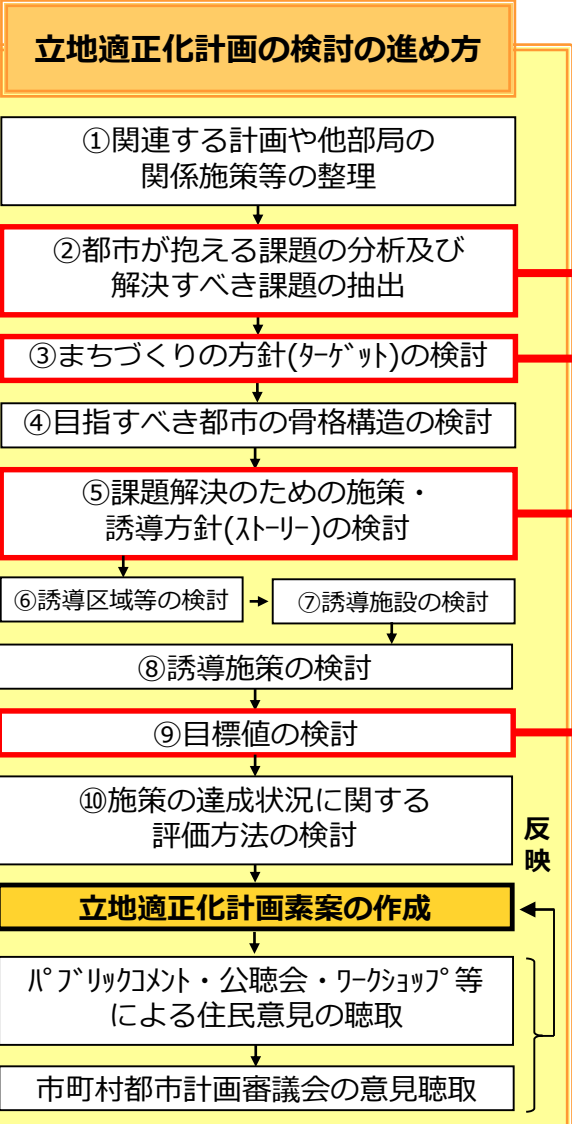 立地適正化計画の検討の進め方
①関連する計画や他部局の
関係施策等の整理
②都市が抱える課題の分析及び
解決すべき課題の抽出
③まちづくりの方針(ﾀｰｹﾞｯﾄ)の検討
④目指すべき都市の骨格構造の検討
⑤課題解決のための施策・
誘導方針(ｽﾄｰﾘｰ)の検討
⑥誘導区域等の検討
⑦誘導施設の検討
⑧誘導施策の検討
⑨目標値の検討
⑩施策の達成状況に関する
評価方法の検討
反映
立地適正化計画素案の作成
ﾊﾟﾌﾞﾘｯｸｺﾒﾝﾄ・公聴会・ﾜｰｸｼｮｯﾌﾟ等
による住民意見の聴取
市町村都市計画審議会の意見聴取